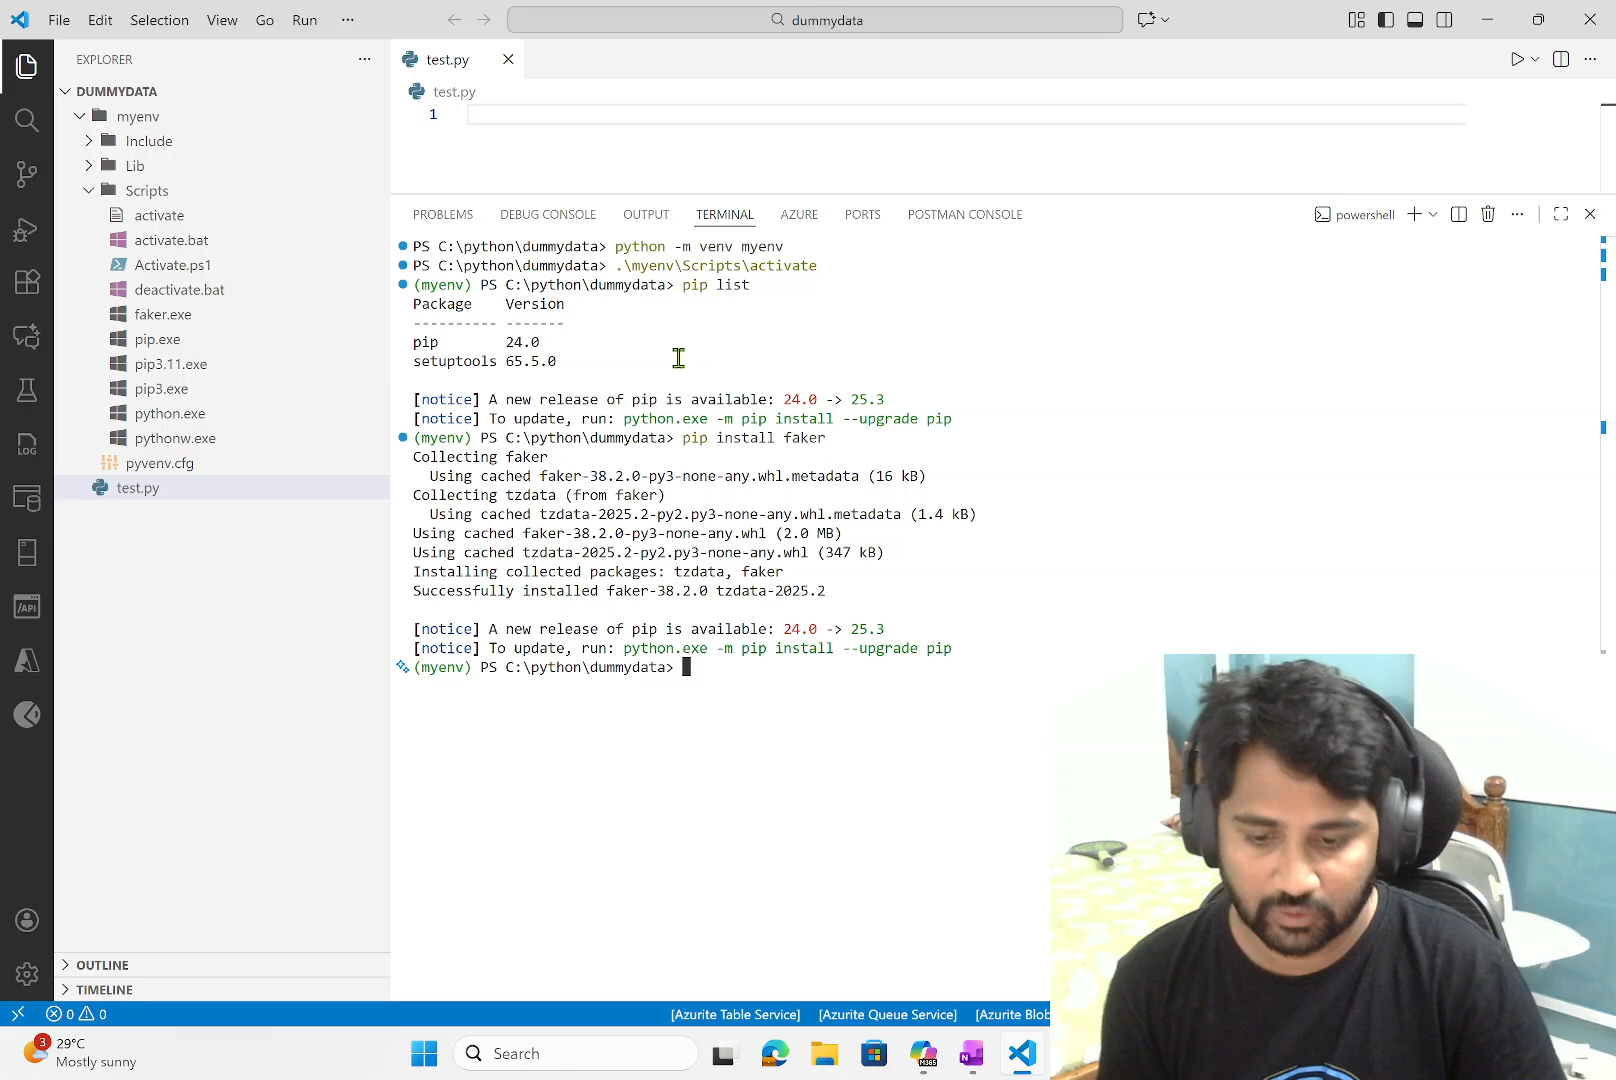 File Edit Selection View Go Run ···
dummydata
EXPLORER ···
DUMMYDATA
myenv
Include
Lib
Scripts
activate
activate.bat
Activate.ps1
deactivate.bat
faker.exe
pip.exe
pip3.11.exe
pip3.exe
python.exe
pythonw.exe
pyvenv.cfg
test.py
OUTLINE
TIMELINE
test.py
test.py
1
PROBLEMS DEBUG CONSOLE OUTPUT TERMINAL AZURE PORTS POSTMAN CONSOLE
powershell
PS C:\python\dummydata> python -m venv myenv
PS C:\python\dummydata> .\myenv\Scripts\activate
(myenv) PS C:\python\dummydata> pip list
Package    Version
---------- -------
pip        24.0
setuptools 65.5.0
[notice] A new release of pip is available: 24.0 -> 25.3
[notice] To update, run: python.exe -m pip install --upgrade pip
(myenv) PS C:\python\dummydata> pip install faker
Collecting faker
  Using cached faker-38.2.0-py3-none-any.whl.metadata (16 kB)
Collecting tzdata (from faker)
  Using cached tzdata-2025.2-py2.py3-none-any.whl.metadata (1.4 kB)
Using cached faker-38.2.0-py3-none-any.whl (2.0 MB)
Using cached tzdata-2025.2-py2.py3-none-any.whl (347 kB)
Installing collected packages: tzdata, faker
Successfully installed faker-38.2.0 tzdata-2025.2
[notice] A new release of pip is available: 24.0 -> 25.3
[notice] To update, run: python.exe -m pip install --upgrade pip
(myenv) PS C:\python\dummydata>
LOG
/API
0 0
[Azurite Table Service] [Azurite Queue Service] [Azurite Blob
3
29°C
Mostly sunny
Search
M365
N